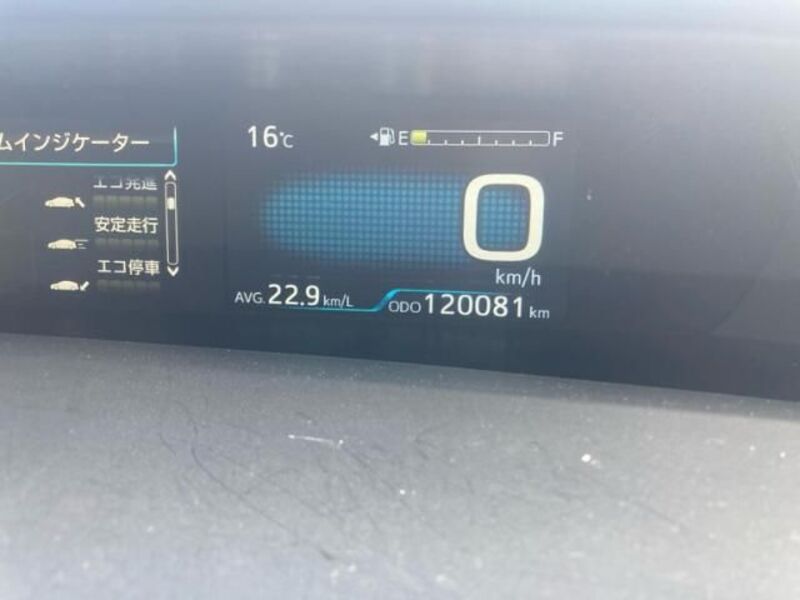 ムインジケーター
エコ発進
安定走行
エコ停車
16℃
E F
0
km/h
AVG. 22.9 km/L
ODO 120081 km